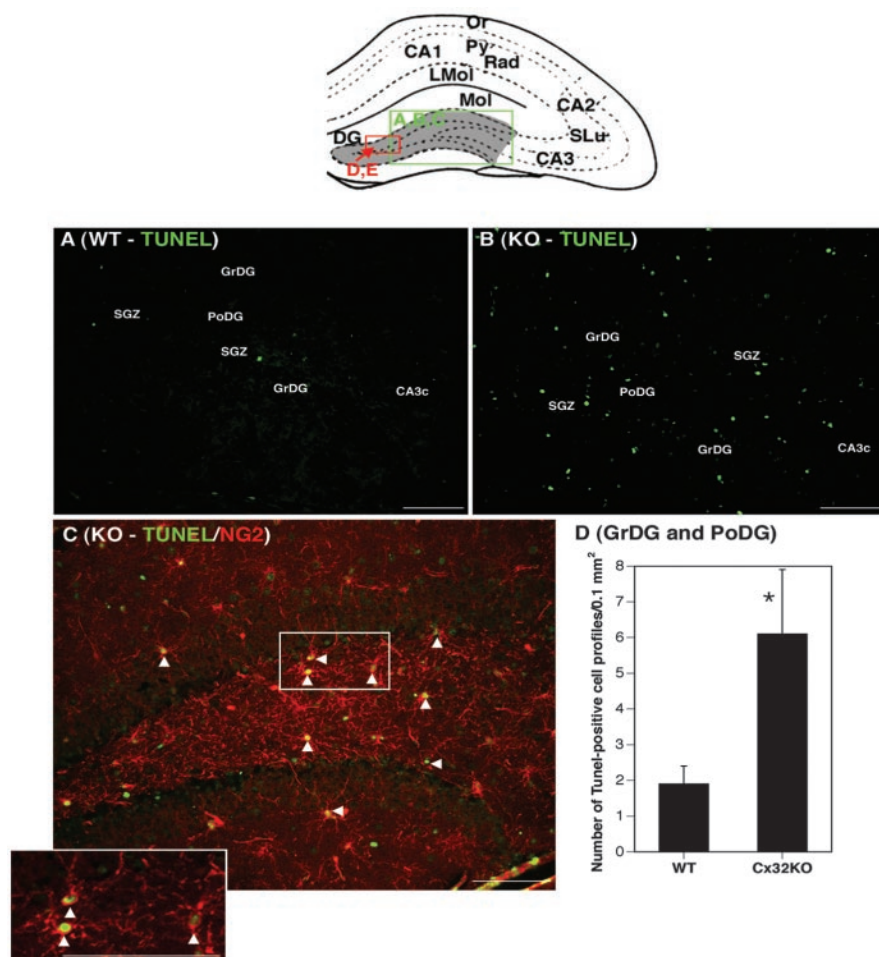 Or
CA1
Py
Rad
LMol
Mol
CA2
A,B,C
DG
SLu
D,E
CA3
A (WT - TUNEL)
GrDG
SGZ
PoDG
SGZ
GrDG
CA3c
B (KO - TUNEL)
GrDG
SGZ
SGZ
PoDG
GrDG
CA3c
C (KO - TUNEL/NG2)
D (GrDG and PoDG)
Number of Tunel-positive cell profiles/0.1 mm²
8
7
6
5
4
3
2
1
0
*
WT
Cx32KO